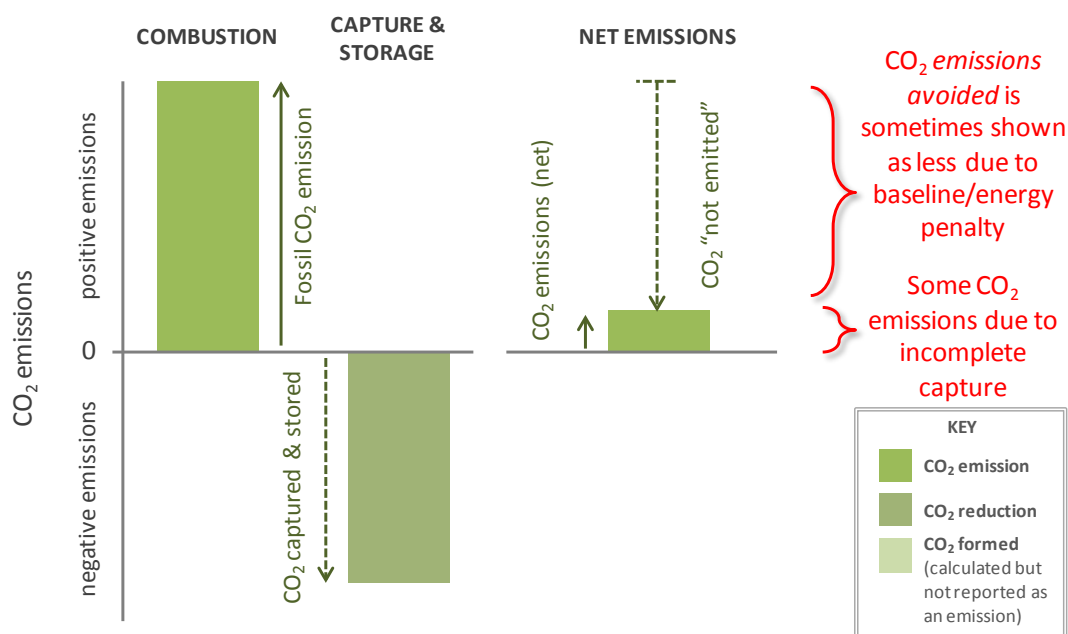 COMBUSTION
CAPTURE &
STORAGE
NET EMISSIONS
CO₂ emissions
positive emissions
0
negative emissions
Fossil CO₂ emission
CO₂ captured & stored
CO₂ emissions (net)
CO₂ “not emitted”
CO₂ emissions
avoided is
sometimes shown
as less due to
baseline/energy
penalty
Some CO₂
emissions due to
incomplete
capture
KEY
CO₂ emission
CO₂ reduction
CO₂ formed
(calculated but
not reported as
an emission)